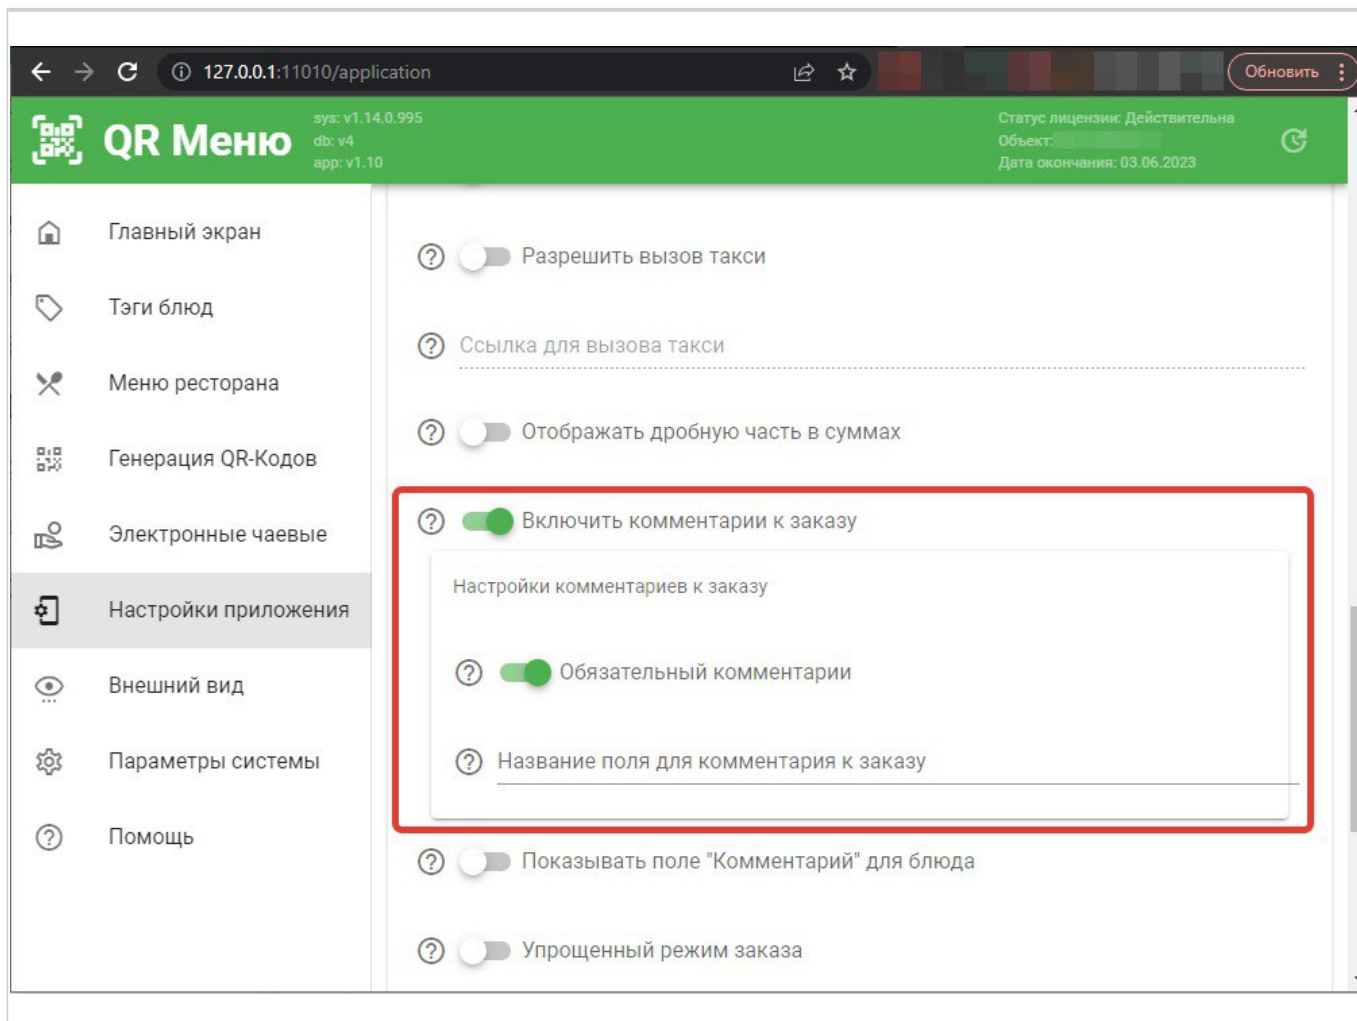 127.0.0.1:11010/application
Обновить
QR Меню
sys: v1.14.0.995
db: v4
app: v1.10
Статус лицензии: Действительна
Объект:
Дата окончания: 03.06.2023
Главный экран
Тэги блюд
Меню ресторана
Генерация QR-Кодов
Электронные чаевые
Настройки приложения
Внешний вид
Параметры системы
Помощь
Разрешить вызов такси
Ссылка для вызова такси
Отображать дробную часть в суммах
Включить комментарии к заказу
Настройки комментариев к заказу
Обязательный комментарии
Название поля для комментария к заказу
Показывать поле "Комментарий" для блюда
Упрощенный режим заказа